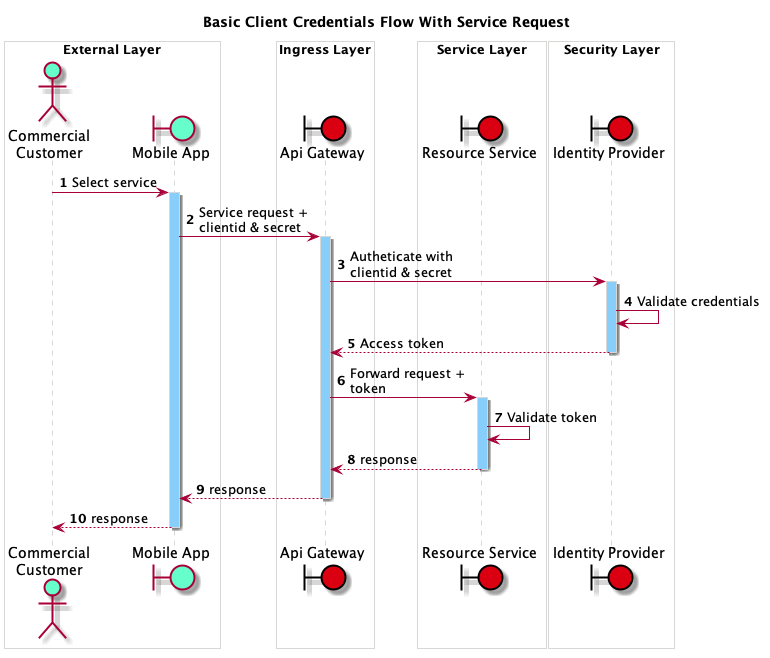 Basic Client Credentials Flow With Service Request
External Layer
Ingress Layer
Service Layer
Security Layer
Commercial
Customer
Mobile App
Api Gateway
Resource Service
Identity Provider
1 Select service
2 Service request +
clientid & secret
3 Autheticate with
clientid & secret
4 Validate credentials
5 Access token
6 Forward request +
token
7 Validate token
8 response
9 response
10 response
Commercial
Customer
Mobile App
Api Gateway
Resource Service
Identity Provider